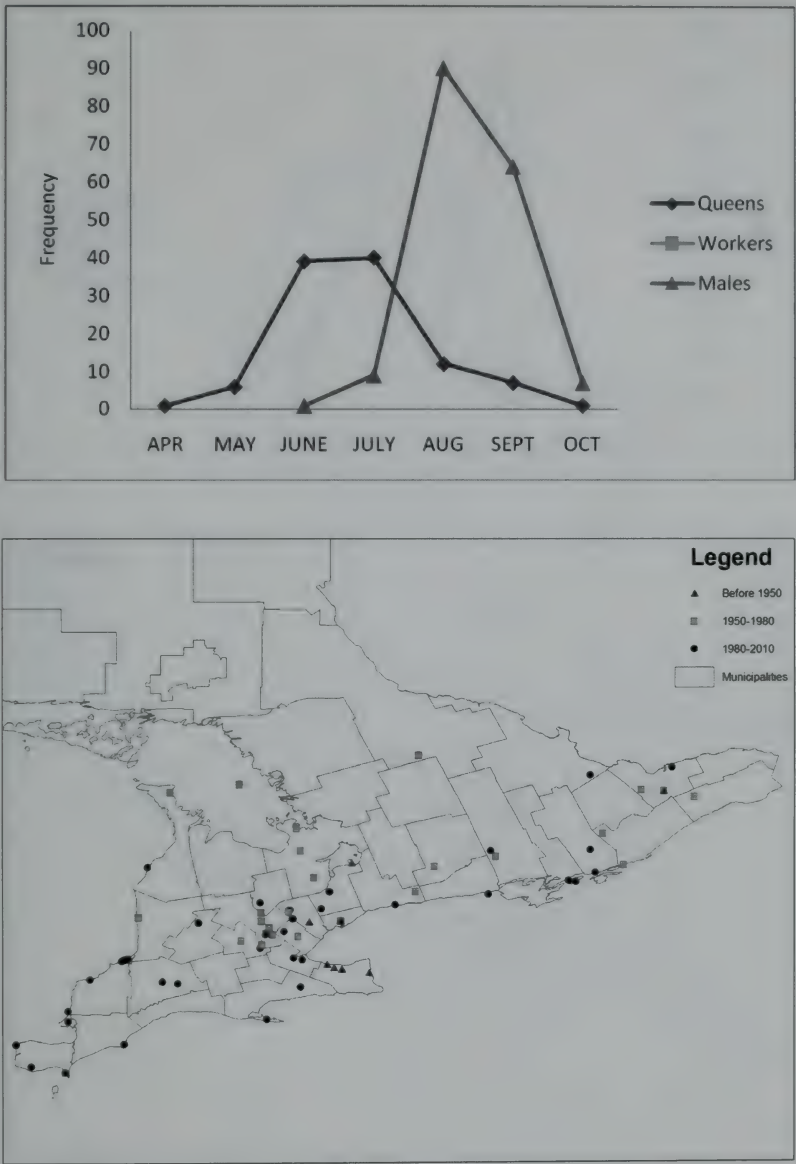 100
90
80
70
60
50
40
30
20
10
0
Frequency
APR MAY JUNE JULY AUG SEPT OCT
Queens
Workers
Males
Legend
Before 1950
1950-1980
1980-2010
Municipalities